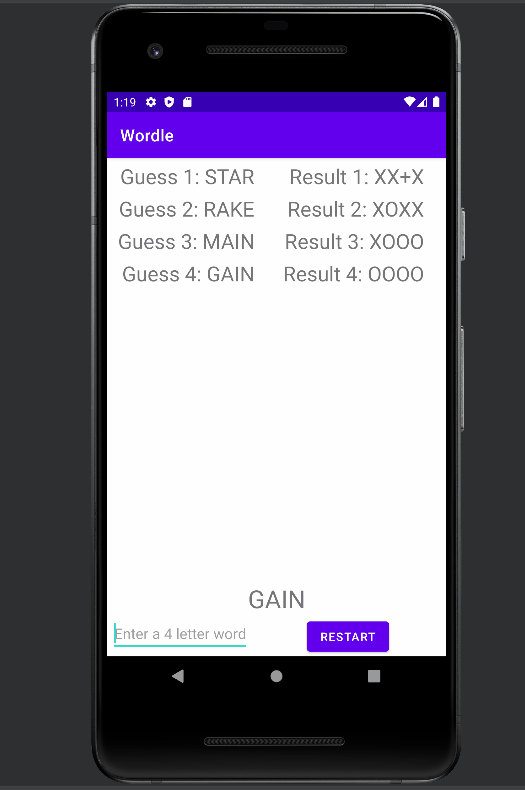 1:19
Wordle
Guess 1: STAR Result 1: XX+X
Guess 2: RAKE Result 2: XOXX
Guess 3: MAIN Result 3: XOOO
Guess 4: GAIN Result 4: OOOO
GAIN
Enter a 4 letter word RESTART